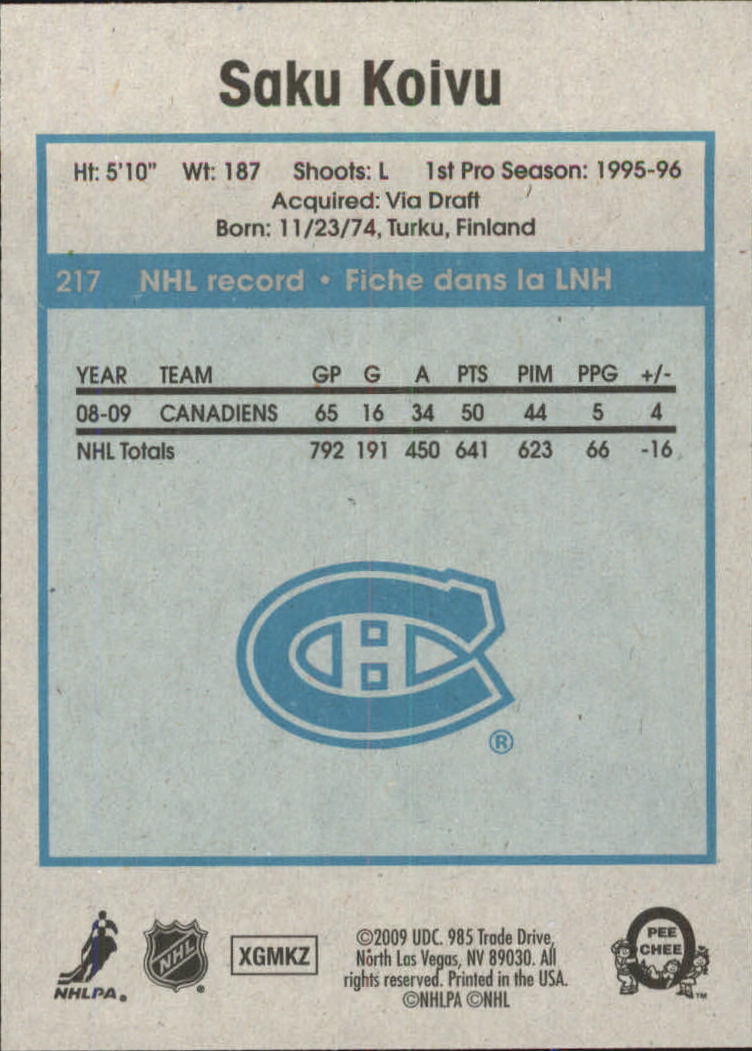 Saku Koivu
Ht: 5'10" Wt: 187 Shoots: L 1st Pro Season: 1995-96
Acquired: Via Draft
Born: 11/23/74, Turku, Finland
217 NHL record • Fiche dans la LNH
YEAR TEAM GP G A PTS PIM PPG +/-
08-09 CANADIENS 65 16 34 50 44 5 4
NHL Totals 792 191 450 641 623 66 -16
CH
®
NHLPA®
NHL®
XGMKZ
©2009 UDC. 985 Trade Drive,
North Las Vegas, NV 89030. All
rights reserved. Printed in the USA.
©NHLPA ©NHL
O
PEE
CHEE
TM